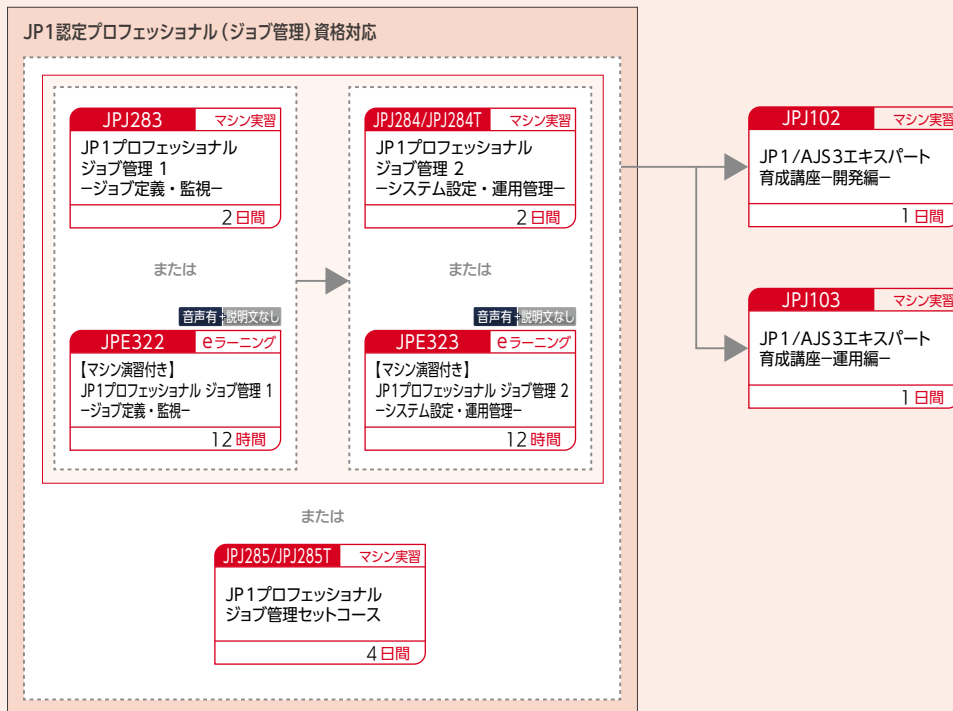 JP1認定プロフェッショナル（ジョブ管理）資格対応
JPJ283
マシン実習
JP1プロフェッショナル
ジョブ管理 1
－ジョブ定義・監視－
2日間
または
音声有+説明文なし
JPE322
eラーニング
【マシン演習付き】
JP1プロフェッショナル ジョブ管理 1
－ジョブ定義・監視－
12時間
JPJ284/JPJ284T
マシン実習
JP1プロフェッショナル
ジョブ管理 2
－システム設定・運用管理－
2日間
または
音声有+説明文なし
JPE323
eラーニング
【マシン演習付き】
JP1プロフェッショナル ジョブ管理 2
－システム設定・運用管理－
12時間
または
JPJ285/JPJ285T
マシン実習
JP1プロフェッショナル
ジョブ管理セットコース
4日間
JPJ102
マシン実習
JP1/AJS3エキスパート
育成講座－開発編－
1日間
JPJ103
マシン実習
JP1/AJS3エキスパート
育成講座－運用編－
1日間